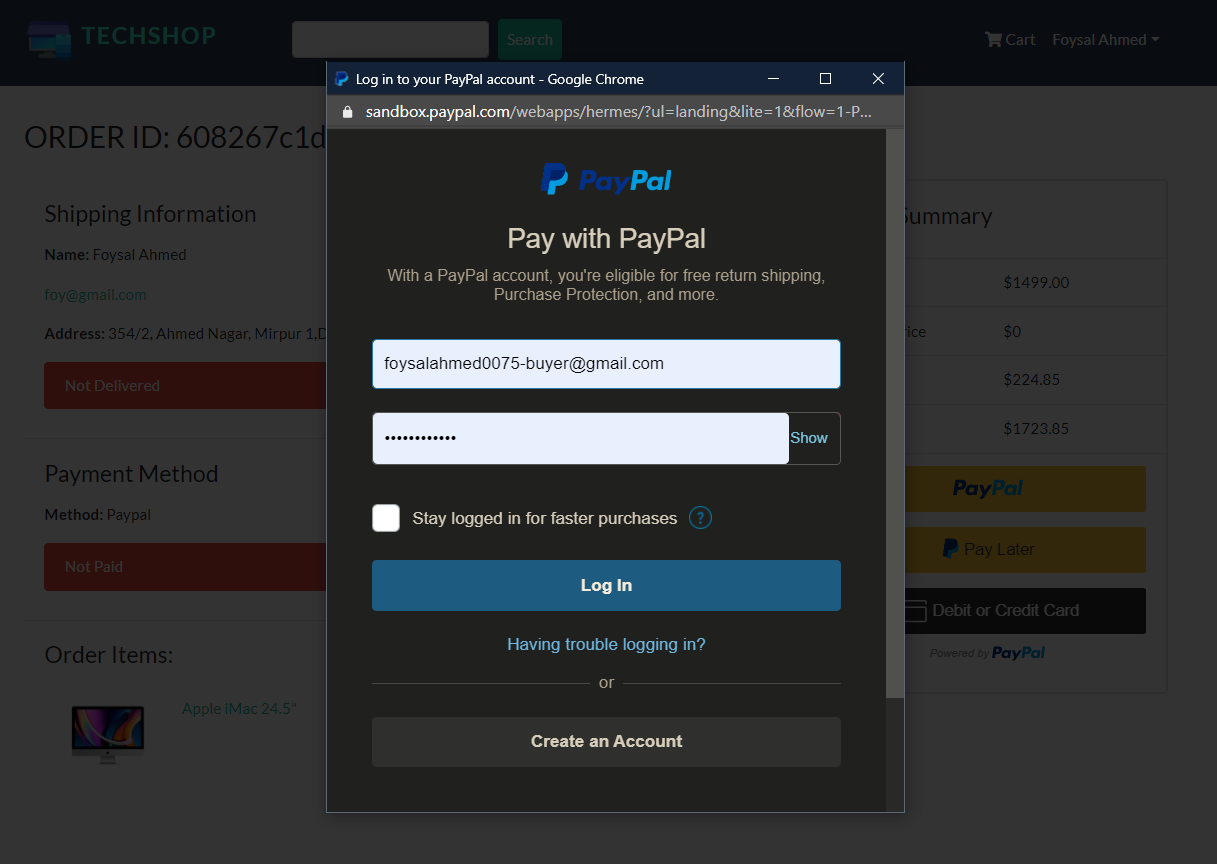 TECHSHOP
Search
Cart
Foysal Ahmed
Log in to your PayPal account - Google Chrome
sandbox.paypal.com/webapps/hermes/?ul=landing&lite=1&flow=1-P...
ORDER ID: 608267c1d
Shipping Information
Name: Foysal Ahmed
foy@gmail.com
Address: 354/2, Ahmed Nagar, Mirpur 1,D
Not Delivered
Payment Method
Method: Paypal
Not Paid
Order Items:
Apple iMac 24.5"
PayPal
Pay with PayPal
With a PayPal account, you're eligible for free return shipping,
Purchase Protection, and more.
foysalahmed0075-buyer@gmail.com
••••••••••••
Show
Stay logged in for faster purchases ?
Log In
Having trouble logging in?
or
Create an Account
Summary
$1499.00
ice $0
$224.85
$1723.85
PayPal
Pay Later
Debit or Credit Card
Powered by PayPal